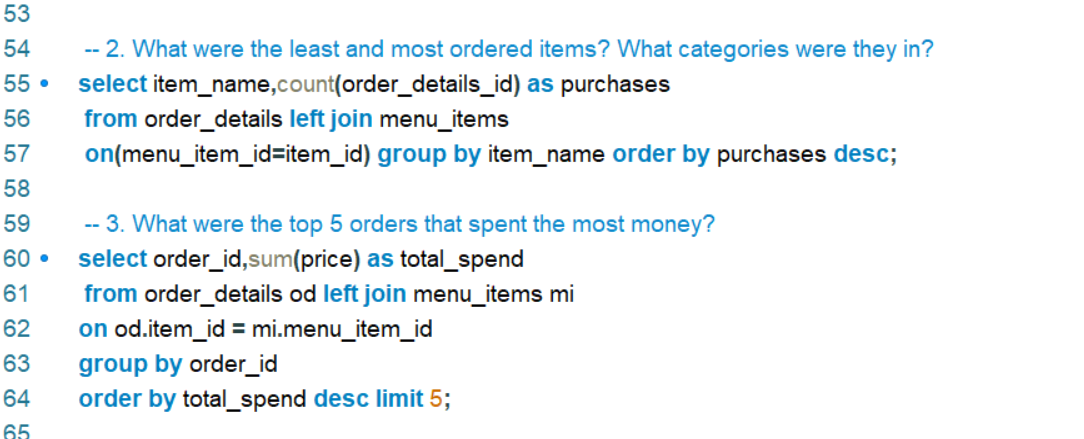 53
54 -- 2. What were the least and most ordered items? What categories were they in?
55 select item_name,count(order_details_id) as purchases
56 from order_details left join menu_items
57 on(menu_item_id=item_id) group by item_name order by purchases desc;
58
59 -- 3. What were the top 5 orders that spent the most money?
60 select order_id,sum(price) as total_spend
61 from order_details od left join menu_items mi
62 on od.item_id = mi.menu_item_id
63 group by order_id
64 order by total_spend desc limit 5;
65